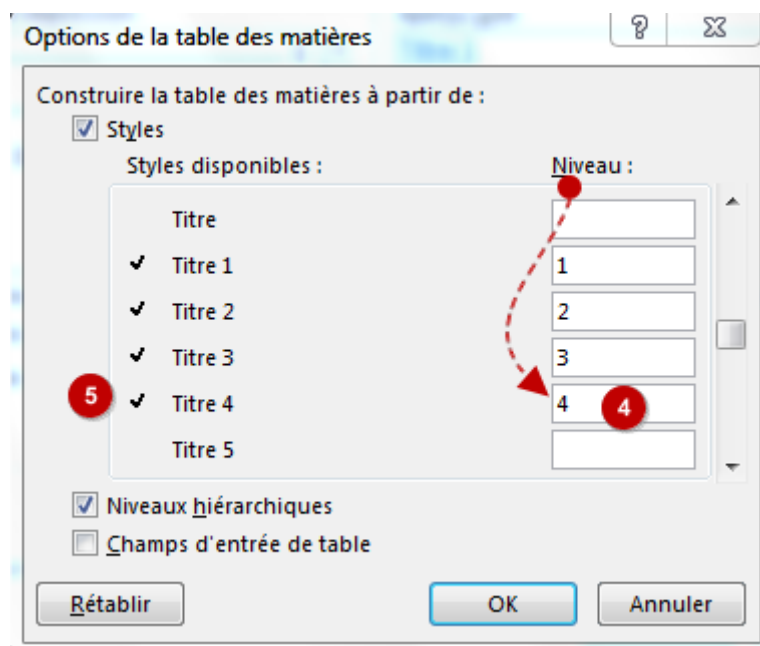 Options de la table des matières
Construire la table des matières à partir de :
Styles
Styles disponibles : Niveau :
Titre
Titre 1 1
Titre 2 2
Titre 3 3
5 Titre 4 4 4
Titre 5
Niveaux hiérarchiques
Champs d'entrée de table
Rétablir OK Annuler